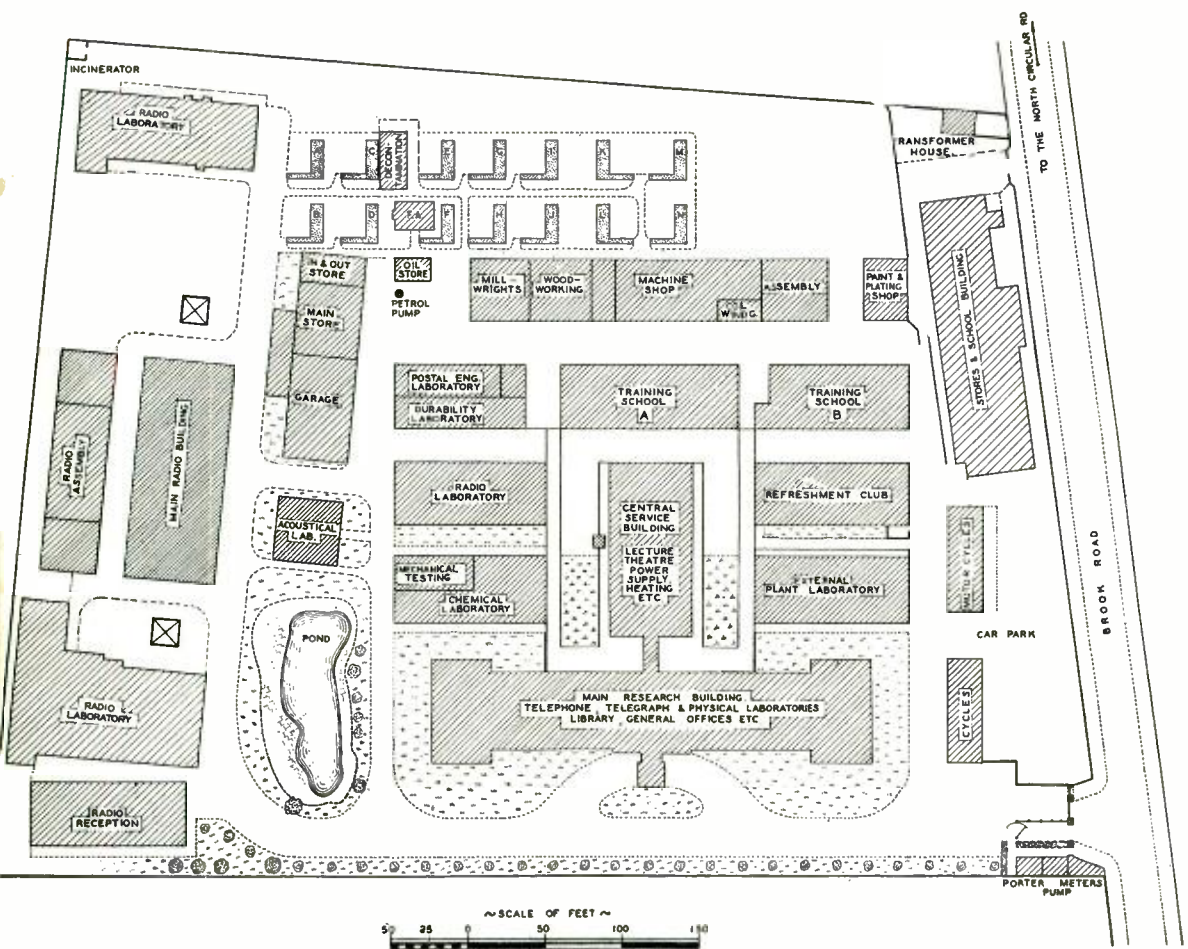 INCINERATOR
RADIO
LABORATORY
DECON-
TAMINATION
F.A.
TO THE NORTH CIRCULAR RD
RANSFORMER
HOUSE
IN & OUT
STORE
OIL
STORE
PETROL
PUMP
MAIN
STORE
GARAGE
MILL
WRIGHTS
WOOD-
WORKING
MACHINE
SHOP
ASSEMBLY
PAINT &
PLATING
SHOP
STORES & SCHOOL BUILDING
POSTAL ENG.
LABORATORY
DURABILITY
LABORATORY
TRAINING
SCHOOL
A
TRAINING
SCHOOL
B
RADIO
ASSEMBLY
MAIN RADIO BUILDING
RADIO
LABORATORY
ACOUSTICAL
LAB.
CENTRAL
SERVICE
BUILDING
LECTURE
THEATRE
POWER
SUPPLY
HEATING
ETC
REFRESHMENT CLUB
MECHANICAL
TESTING
CHEMICAL
LABORATORY
EXTERNAL
PLANT LABORATORY
MOTOR CYCLES
CAR PARK
BROOK ROAD
CYCLES
POND
RADIO
LABORATORY
MAIN RESEARCH BUILDING
TELEPHONE TELEGRAPH & PHYSICAL LABORATORIES
LIBRARY GENERAL OFFICES ETC
RADIO
RECEPTION
PORTER METERS
PUMP
~SCALE OF FEET~
50 25 0 50 100 150